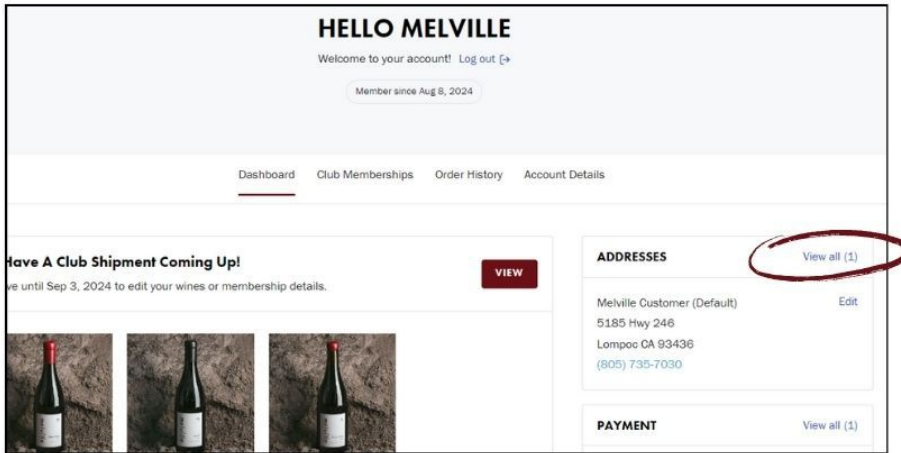 HELLO MELVILLE
Welcome to your account! Log out
Member since Aug 8, 2024
Dashboard Club Memberships Order History Account Details
Have A Club Shipment Coming Up!
ve until Sep 3, 2024 to edit your wines or membership details.
VIEW
ADDRESSES View all (1)
Melville Customer (Default) Edit
5185 Hwy 246
Lompoc CA 93436
(805) 735-7030
PAYMENT View all (1)